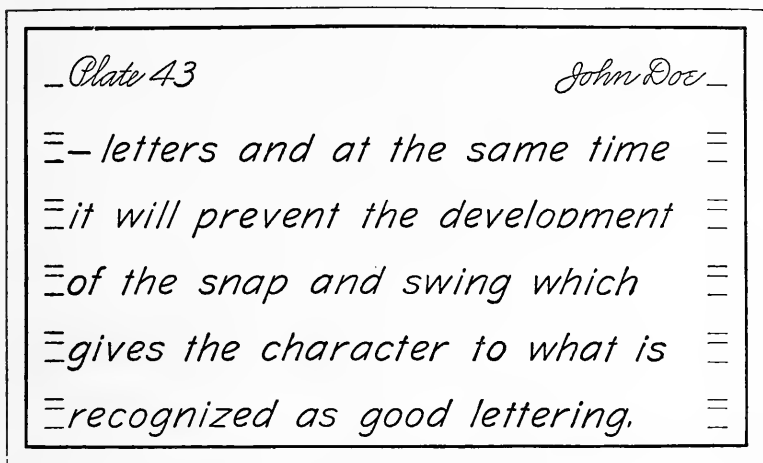 Plate 43 John Doe
– letters and at the same time
it will prevent the development
of the snap and swing which
gives the character to what is
recognized as good lettering.